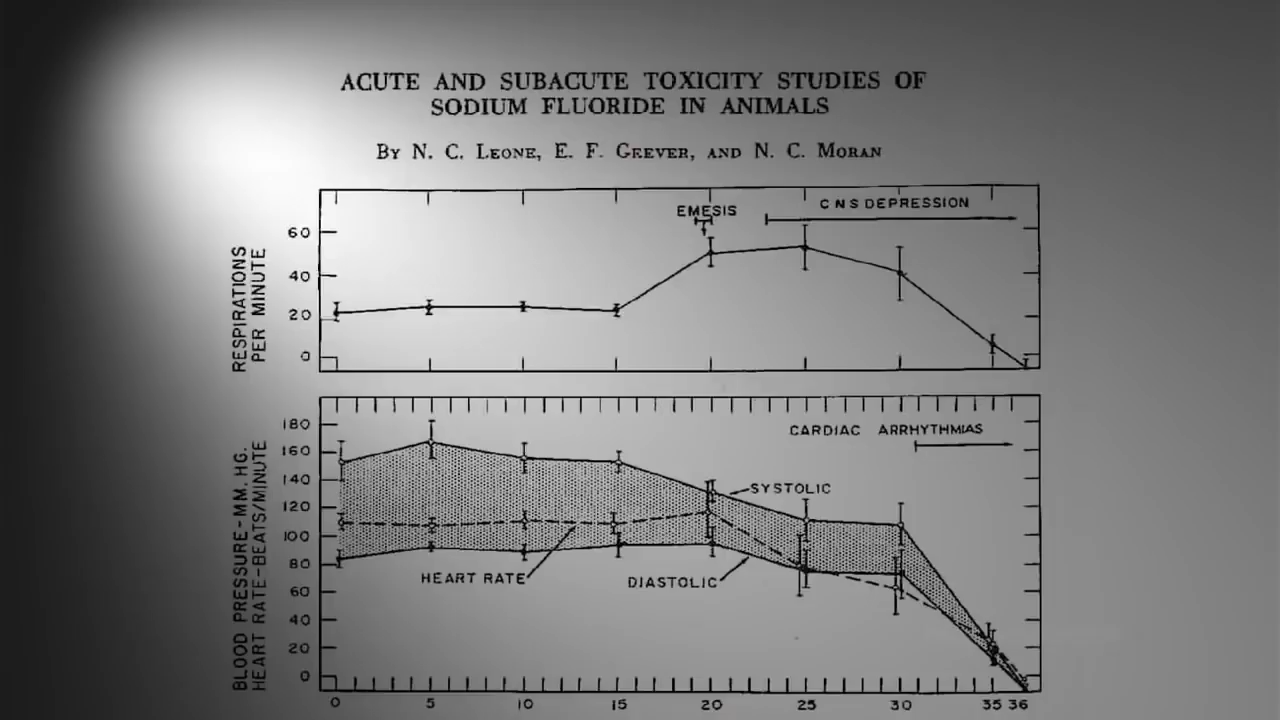 ACUTE AND SUBACUTE TOXICITY STUDIES OF
SODIUM FLUORIDE IN ANIMALS
BY N. C. LEONE, E. F. GEEVER, AND N. C. MORAN
EMESIS
CNS DEPRESSION
RESPIRATIONS
PER MINUTE
60
40
20
0
CARDIAC ARRHYTHMIAS
BLOOD PRESSURE-MM. HG.
HEART RATE-BEATS/MINUTE
180
160
140
120
100
80
60
40
20
0
SYSTOLIC
HEART RATE
DIASTOLIC
0 5 10 15 20 25 30 35 36